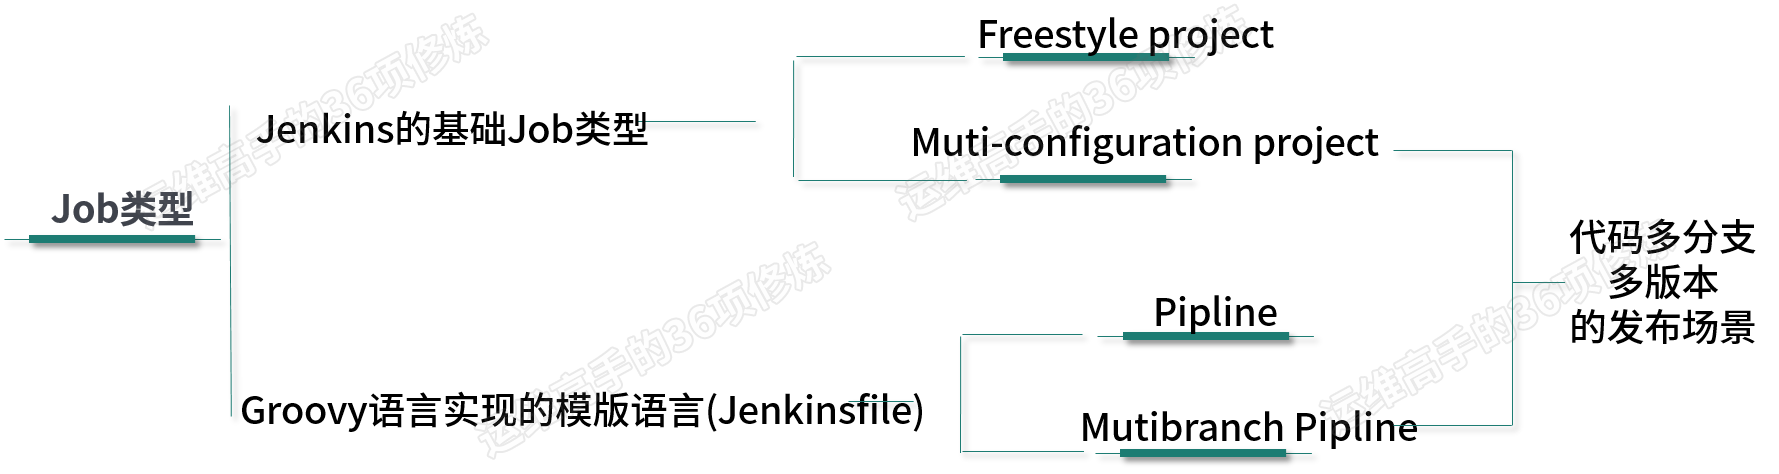 Job类型
Jenkins的基础Job类型
Freestyle project
Muti-configuration project
Groovy语言实现的模版语言(Jenkinsfile)
Pipline
Mutibranch Pipline
代码多分支
多版本
的发布场景
运维高手的36项修炼
运维高手的36项修炼
运维高手的36项修炼
运维高手的36项修炼